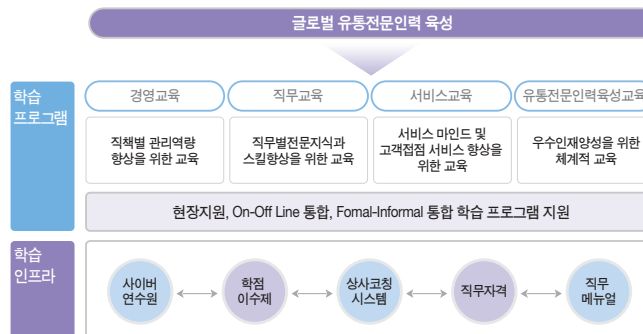 글로벌 유통전문인력 육성
학습
프로그램
경영교육
직무교육
서비스교육
유통전문인력육성교육
직책별 관리역량
향상을 위한 교육
직무별전문지식과
스킬향상을 위한 교육
서비스 마인드 및
고객접점 서비스 향상을
위한 교육
우수인재양성을 위한
체계적 교육
현장지원, On-Off Line 통합, Fomal-Informal 통합 학습 프로그램 지원
학습
인프라
사이버
연수원
학점
이수제
상사코칭
시스템
직무자격
직무
메뉴얼